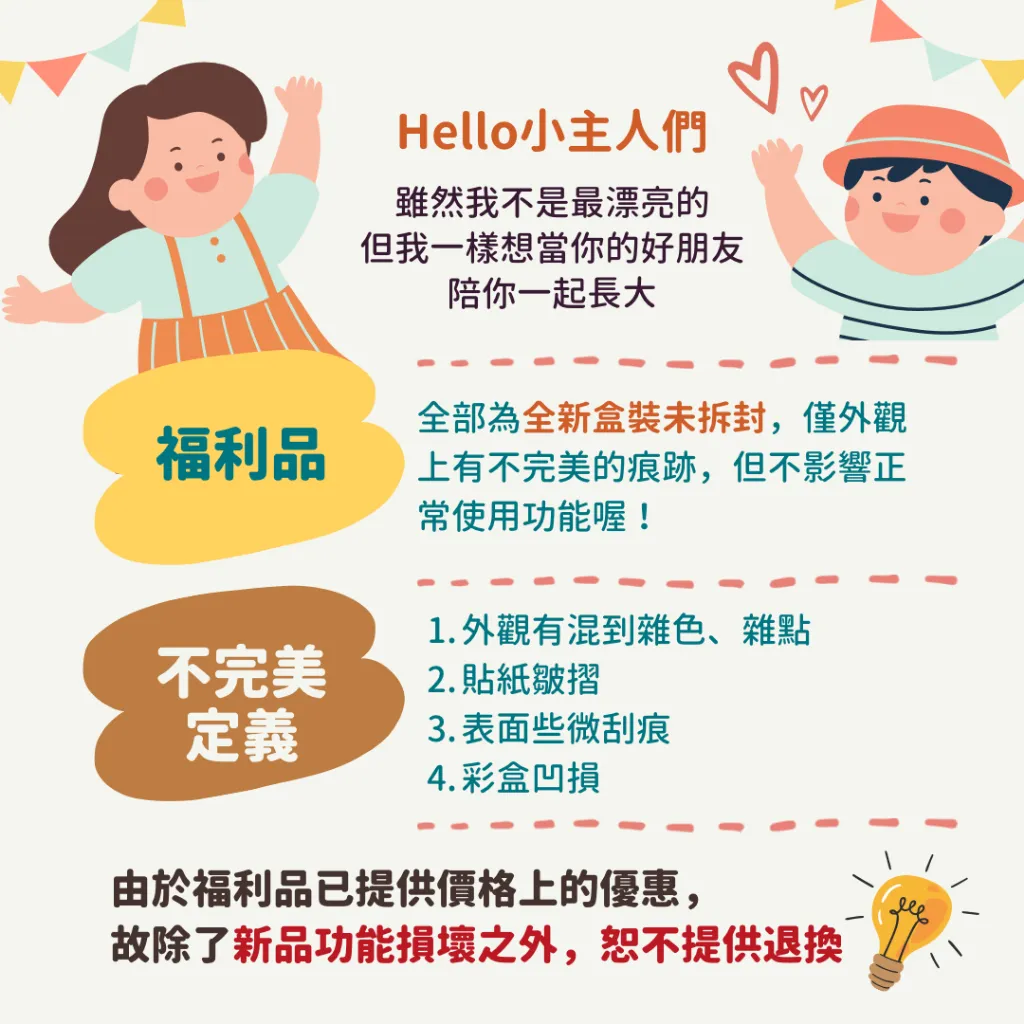 Hello小主人們
雖然我不是最漂亮的
但我一樣想當你的好朋友
陪你一起長大
福利品
全部為全新盒裝未拆封，僅外觀
上有不完美的痕跡，但不影響正
常使用功能喔！
不完美
定義
1.外觀有混到雜色、雜點
2.貼紙皺摺
3.表面些微刮痕
4.彩盒凹損
由於福利品已提供價格上的優惠，
故除了新品功能損壞之外，恕不提供退換